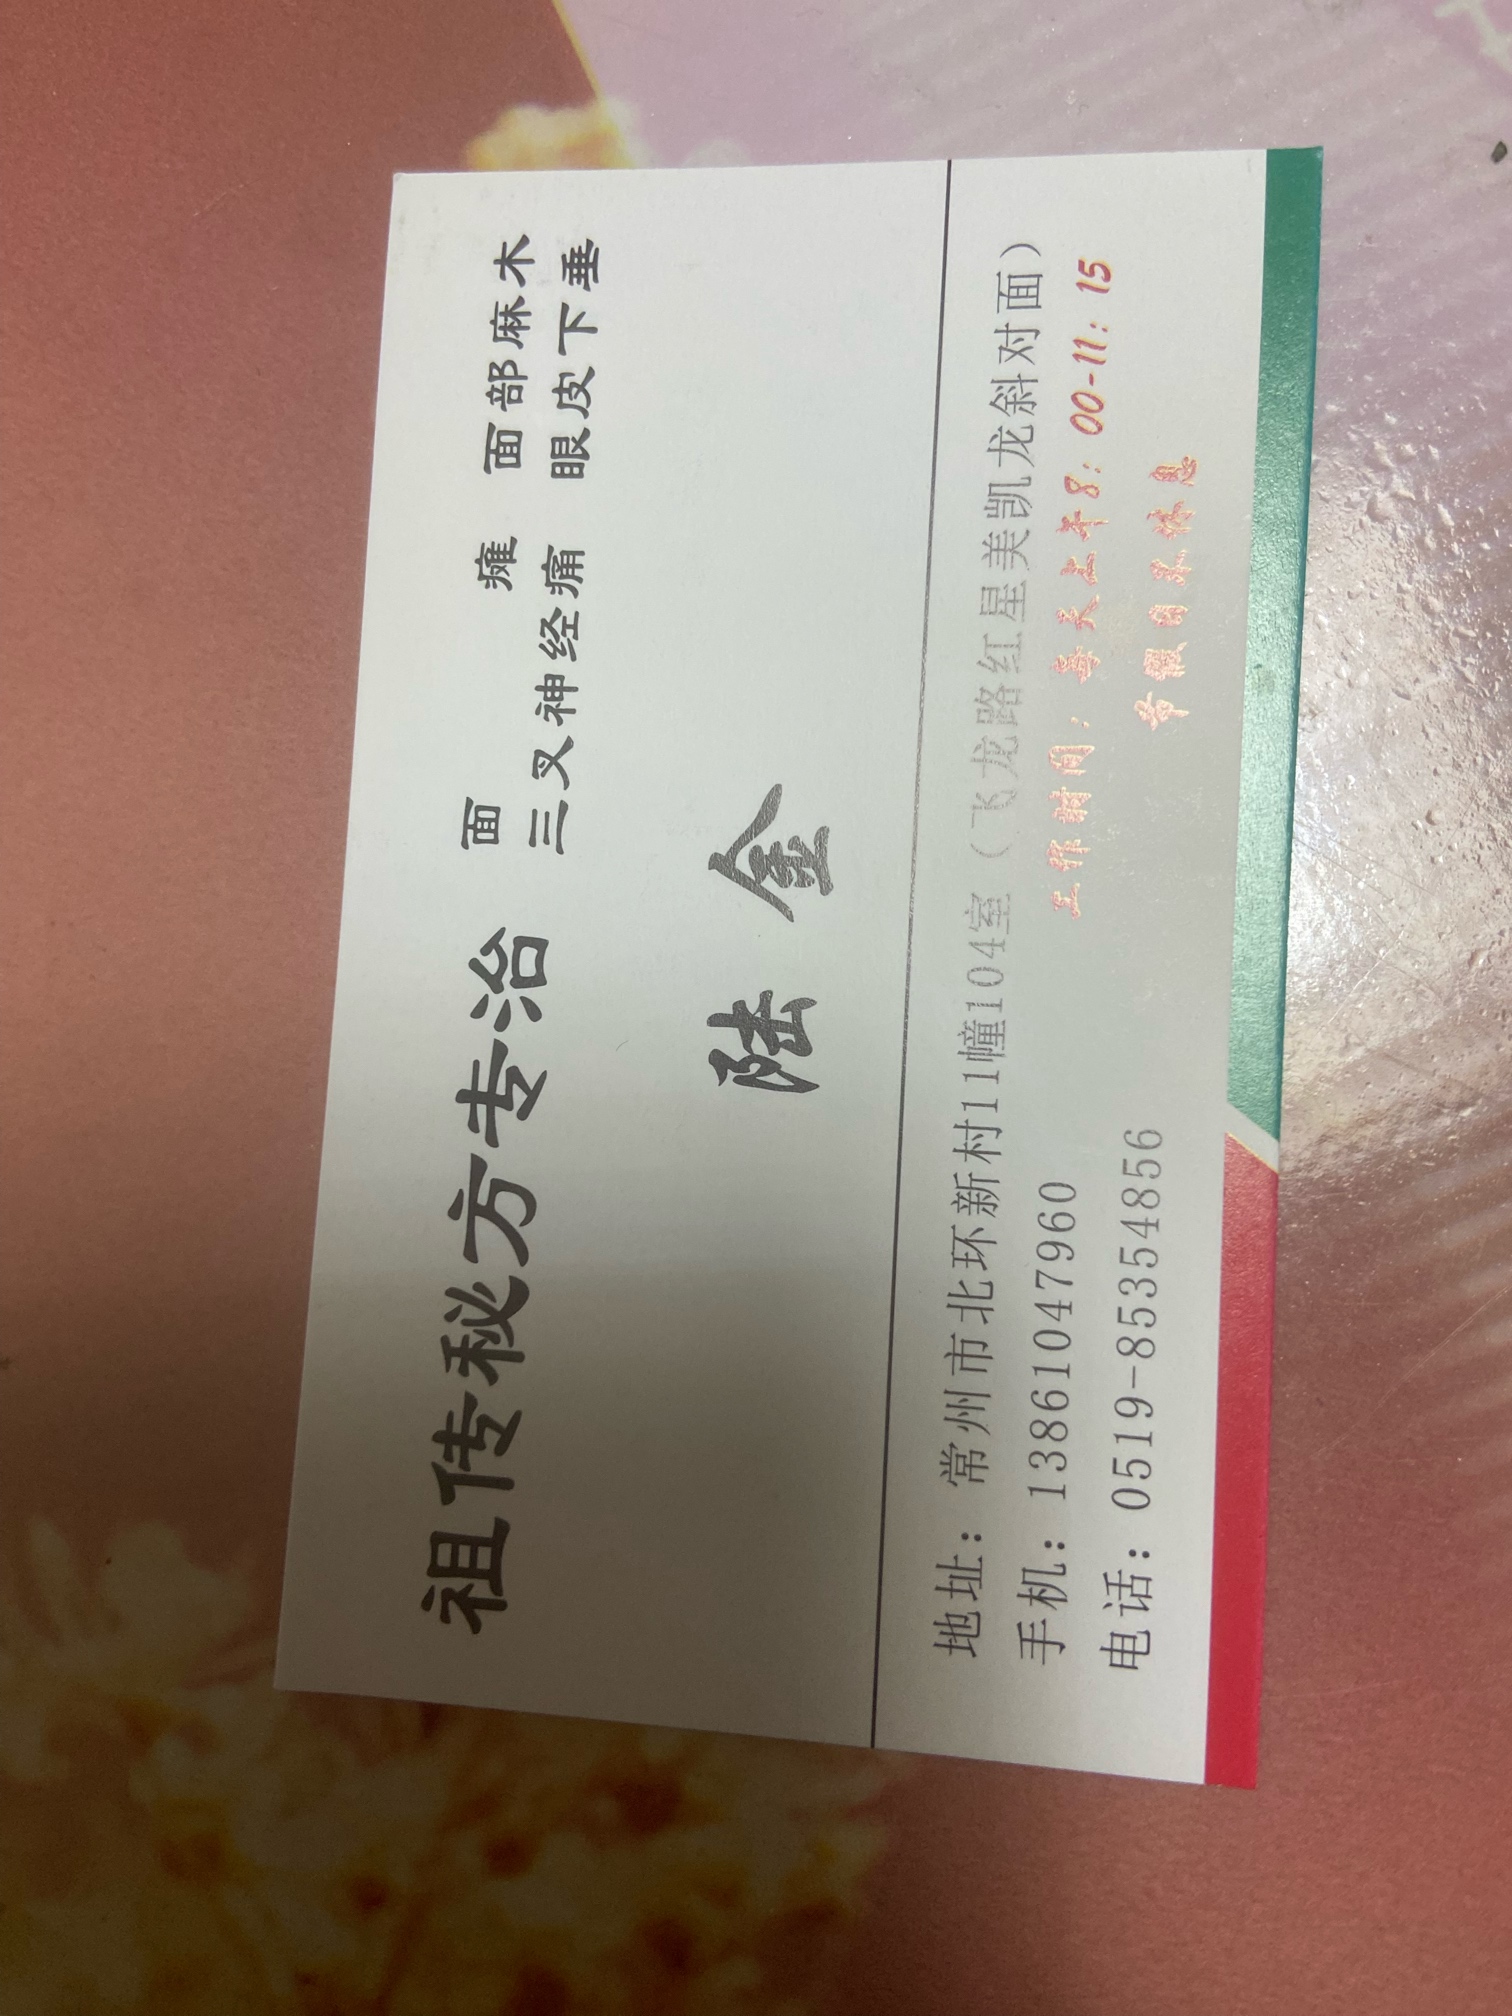 祖传秘方专治
面 瘫 面部麻木
三叉神经痛 眼皮下垂
陆 金
地址：常州市北环新村11幢104室（飞龙路红星美凯龙斜对面）
手机：13861047960
工作时间：每天上午8：00-11：15
电话：0519-85354856
节假日不休息